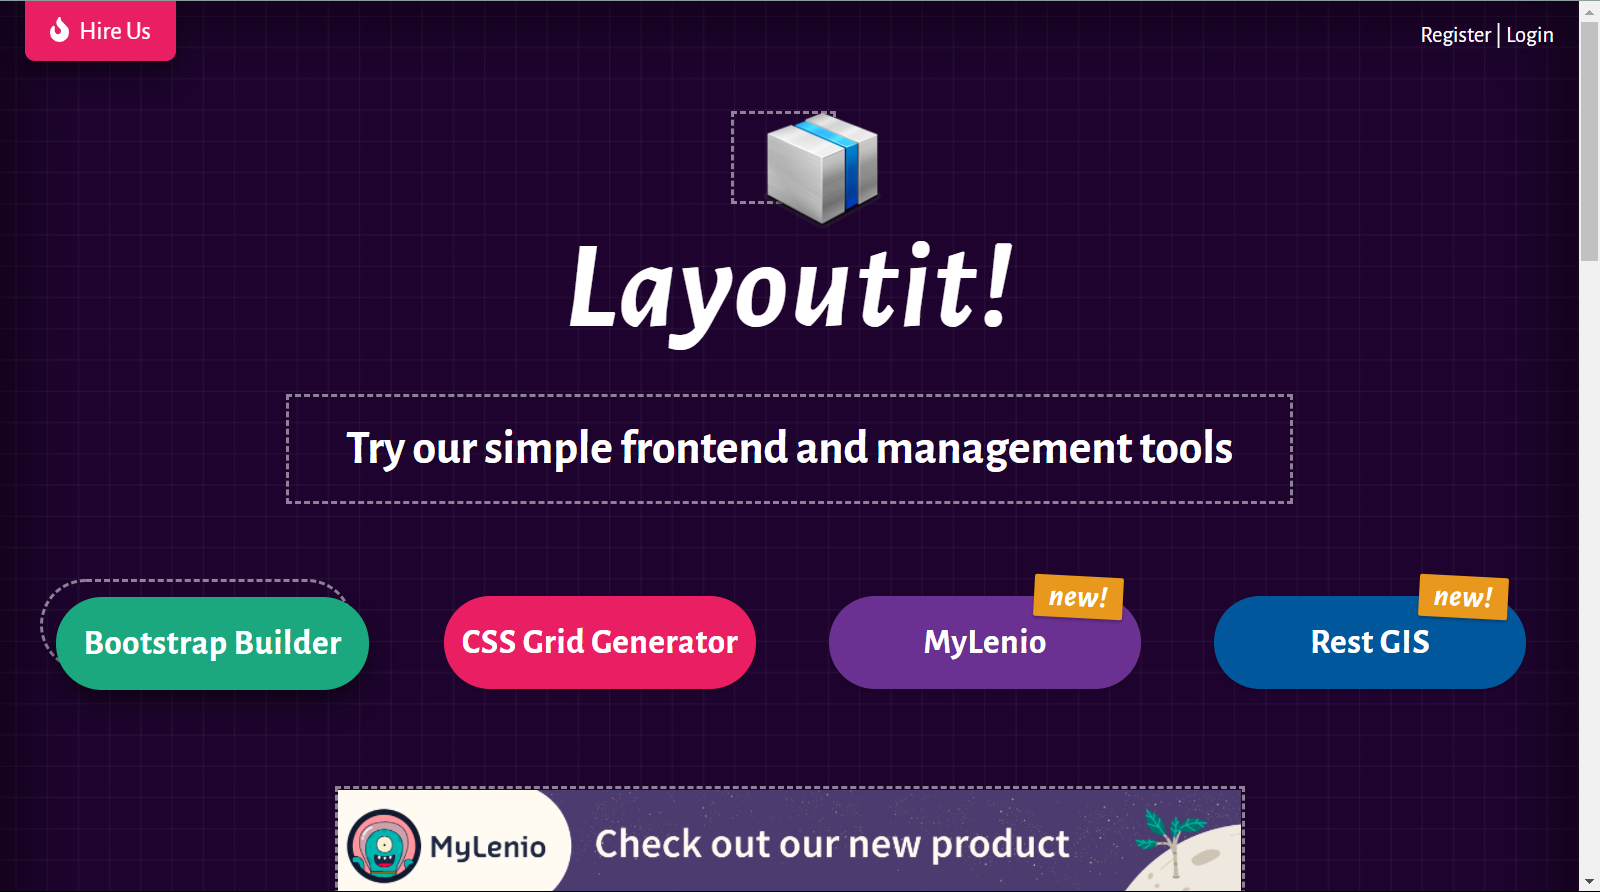 Hire Us
Register | Login
Layoutit!
Try our simple frontend and management tools
Bootstrap Builder
CSS Grid Generator
new!
MyLenio
new!
Rest GIS
MyLenio
Check out our new product